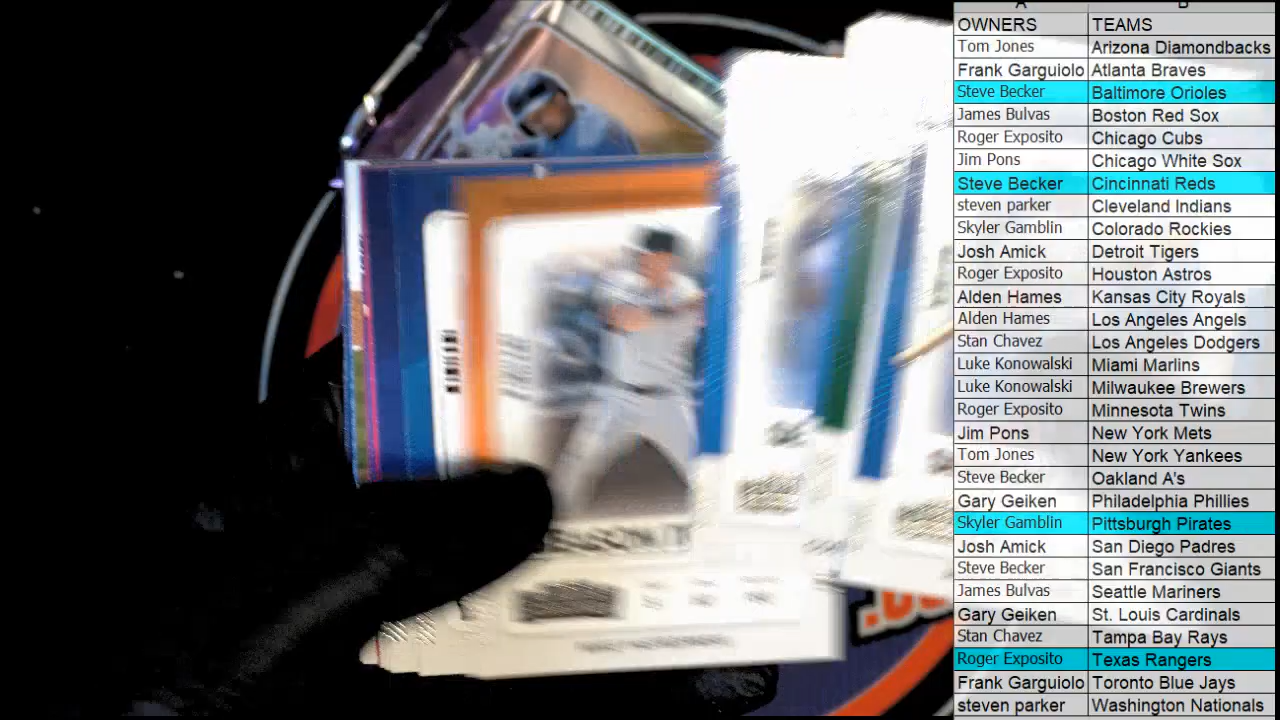 A B
OWNERS TEAMS
Tom Jones Arizona Diamondbacks
Frank Garguiolo Atlanta Braves
Steve Becker Baltimore Orioles
James Bulvas Boston Red Sox
Roger Exposito Chicago Cubs
Jim Pons Chicago White Sox
Steve Becker Cincinnati Reds
steven parker Cleveland Indians
Skyler Gamblin Colorado Rockies
Josh Amick Detroit Tigers
Roger Exposito Houston Astros
Alden Hames Kansas City Royals
Alden Hames Los Angeles Angels
Stan Chavez Los Angeles Dodgers
Luke Konowalski Miami Marlins
Luke Konowalski Milwaukee Brewers
Roger Exposito Minnesota Twins
Jim Pons New York Mets
Tom Jones New York Yankees
Steve Becker Oakland A's
Gary Geiken Philadelphia Phillies
Skyler Gamblin Pittsburgh Pirates
Josh Amick San Diego Padres
Steve Becker San Francisco Giants
James Bulvas Seattle Mariners
Gary Geiken St. Louis Cardinals
Stan Chavez Tampa Bay Rays
Roger Exposito Texas Rangers
Frank Garguiolo Toronto Blue Jays
steven parker Washington Nationals